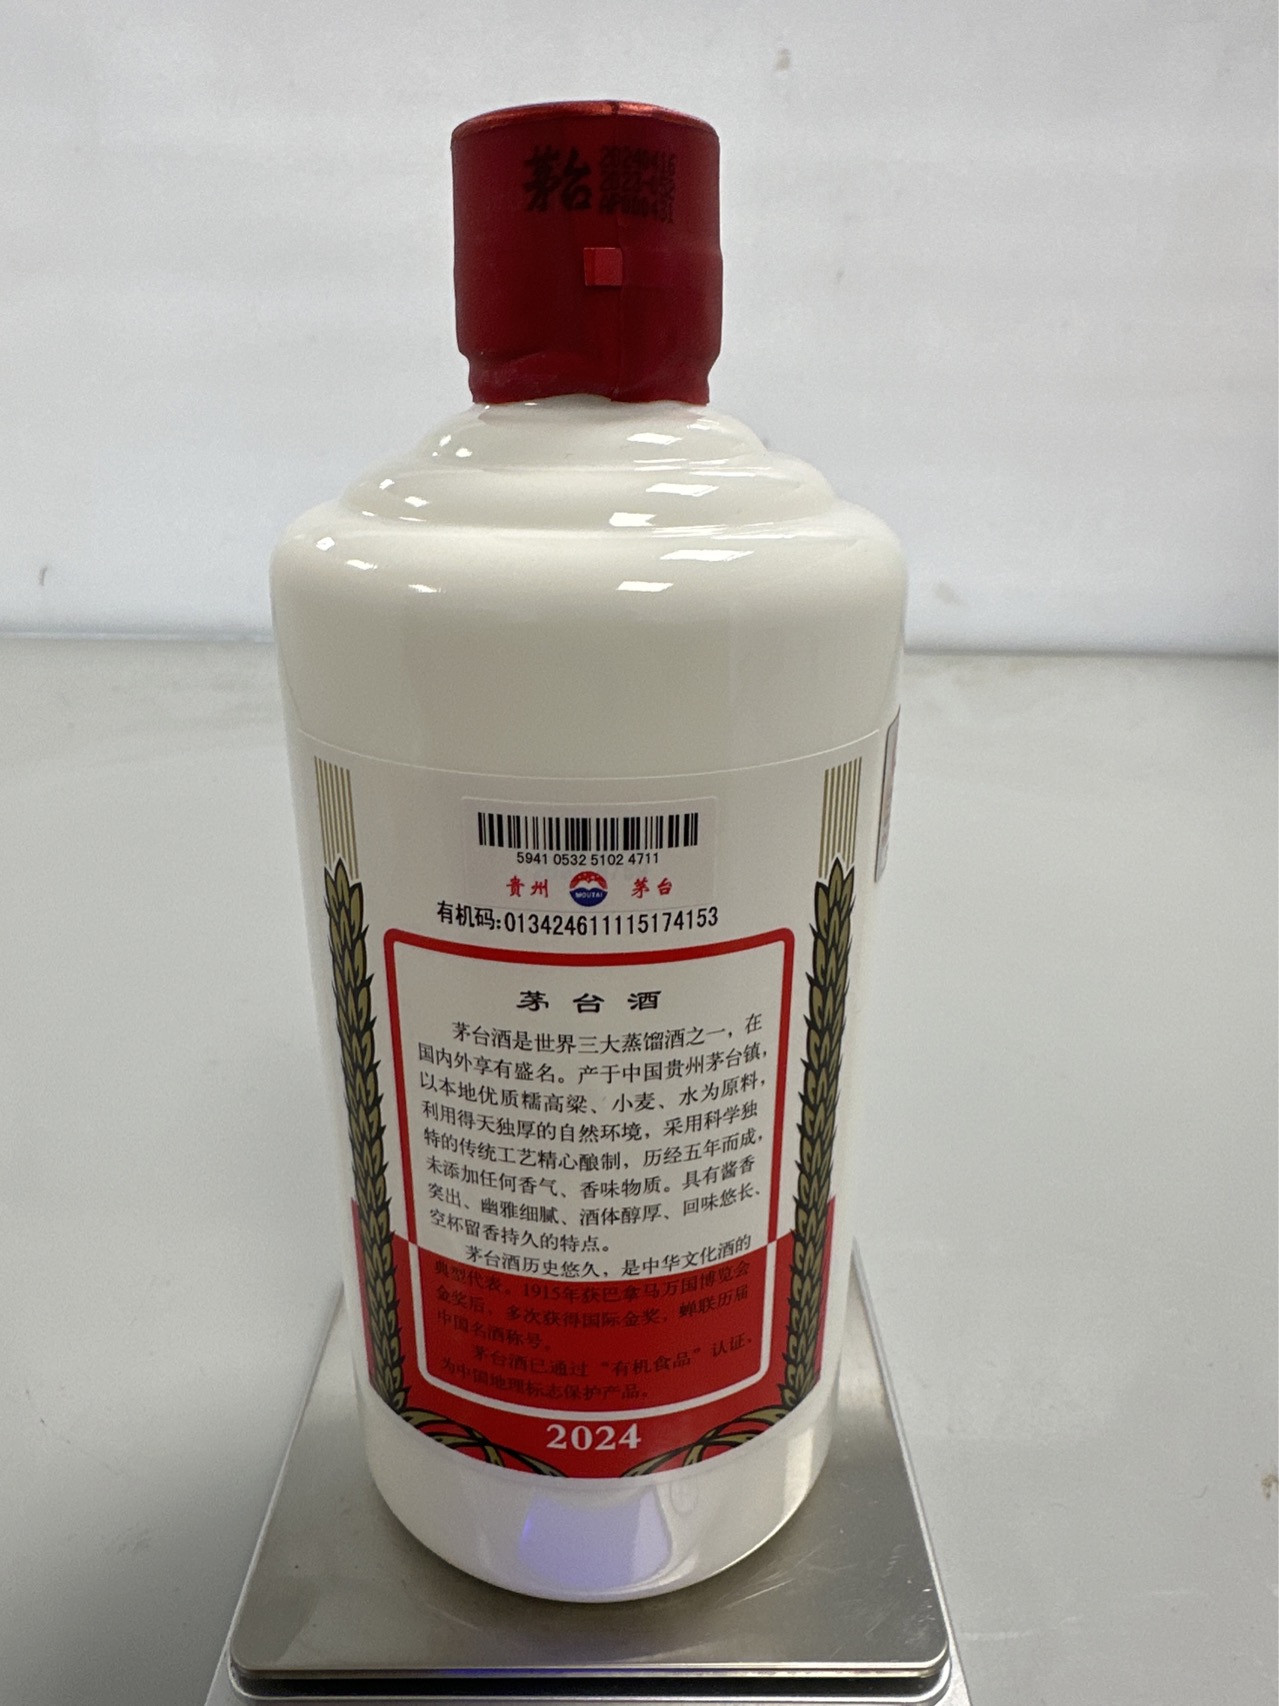 茅台
5941 0532 5102 4711
贵州 MOUTAI 茅台
有机码:013424611115174153
茅台酒
茅台酒是世界三大蒸馏酒之一，在
国内外享有盛名。产于中国贵州茅台镇，
以本地优质糯高粱、小麦、水为原料，
利用得天独厚的自然环境，采用科学独
特的传统工艺精心酿制，历经五年而成，
未添加任何香气、香味物质。具有酱香
突出、幽雅细腻、酒体醇厚、回味悠长、
空杯留香持久的特点。
茅台酒历史悠久，是中华文化酒的
典型代表。1915年获巴拿马万国博览会
金奖后，多次获得国际金奖，蝉联历届
中国名酒称号。
茅台酒已通过“有机食品”认证，
为中国地理标志保护产品。
2024